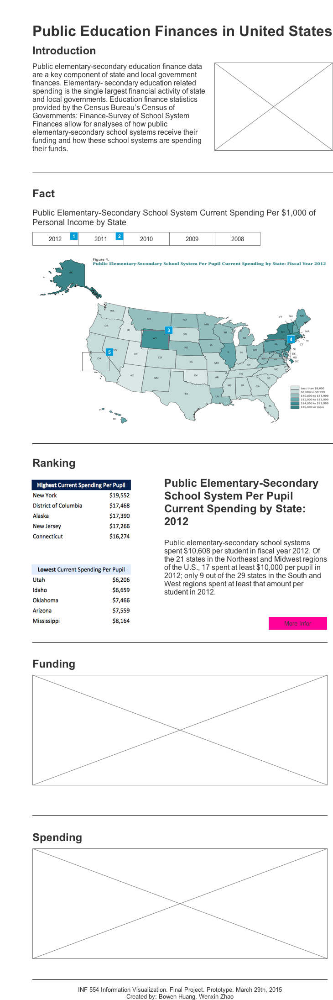 Public Education Finances in United States
Introduction
Public elementary-secondary education finance data
are a key component of state and local government
finances. Elementary- secondary education related
spending is the single largest financial activity of state
and local governments. Education finance statistics
provided by the Census Bureau’s Census of
Governments: Finance-Survey of School System
Finances allow for analyses of how public
elementary-secondary school systems receive their
funding and how these school systems are spending
their funds.
Fact
Public Elementary-Secondary School System Current Spending Per $1,000 of
Personal Income by State
2012 1 2011 2 2010 2009 2008
Figure 4.
Public Elementary-Secondary School System Per Pupil Current Spending by State: Fiscal Year 2012
AK
WA
MT
ND
MN
VT
NH
ME
OR
ID
WY
3
SD
WI
MI
NY
4
MA
RI
CT
NV
5
CA
UT
CO
NE
IA
IL
IN
OH
PA
NJ
DE
MD
DC
WV
VA
KS
MO
KY
NC
AZ
NM
OK
AR
TN
SC
MS
AL
GA
TX
LA
FL
HI
Less than $8,000
$8,000 to $9,999
$10,000 to $11,999
$12,000 to $13,999
$14,000 to $15,999
$16,000 or more
Ranking
Highest Current Spending Per Pupil
New York $19,552
District of Columbia $17,468
Alaska $17,390
New Jersey $17,266
Connecticut $16,274
Lowest Current Spending Per Pupil
Utah $6,206
Idaho $6,659
Oklahoma $7,466
Arizona $7,559
Mississippi $8,164
Public Elementary-Secondary
School System Per Pupil
Current Spending by State:
2012
Public elementary-secondary school systems
spent $10,608 per student in fiscal year 2012. Of
the 21 states in the Northeast and Midwest regions
of the U.S., 17 spent at least $10,000 per pupil in
2012; only 9 out of the 29 states in the South and
West regions spent at least that amount per
student in 2012.
More Infor
Funding
Spending
INF 554 Information Visualization. Final Project. Prototype. March 29th, 2015
Created by: Bowen Huang, Wenxin Zhao